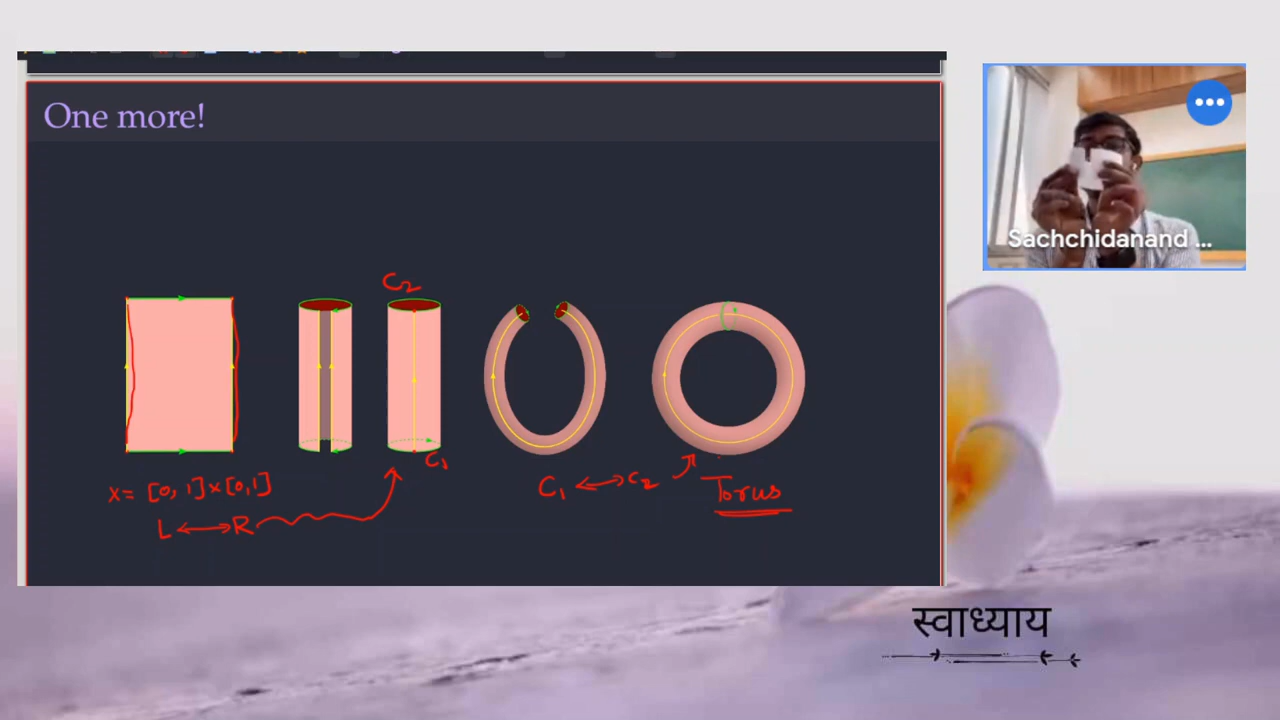 One more!
C₂
C₁
X = [0, 1] x [0, 1]
L ↔ R
C₁ ↔ C₂
Torus
Sachchidanand ...
स्वाध्याय